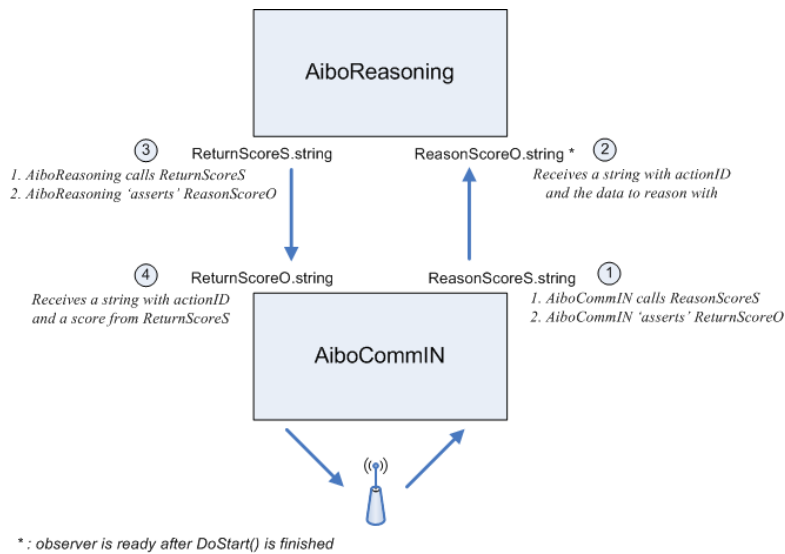 AiboReasoning
3
ReturnScoreS.string
ReasonScoreO.string *
2
1. AiboReasoning calls ReturnScoreS
2. AiboReasoning ‘asserts’ ReasonScoreO
Receives a string with actionID
and the data to reason with
4
ReturnScoreO.string
ReasonScoreS.string
1
Receives a string with actionID
and a score from ReturnScoreS
1. AiboCommIN calls ReasonScoreS
2. AiboCommIN ‘asserts’ ReturnScoreO
AiboCommIN
* : observer is ready after DoStart() is finished